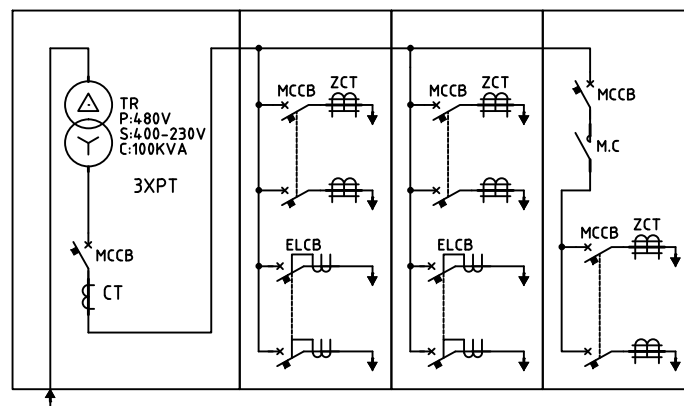 TR
P:480V
S:400-230V
C:100KVA
3XPT
MCCB
CT
MCCB ZCT
ELCB
MCCB ZCT
ELCB
MCCB
M.C
MCCB ZCT